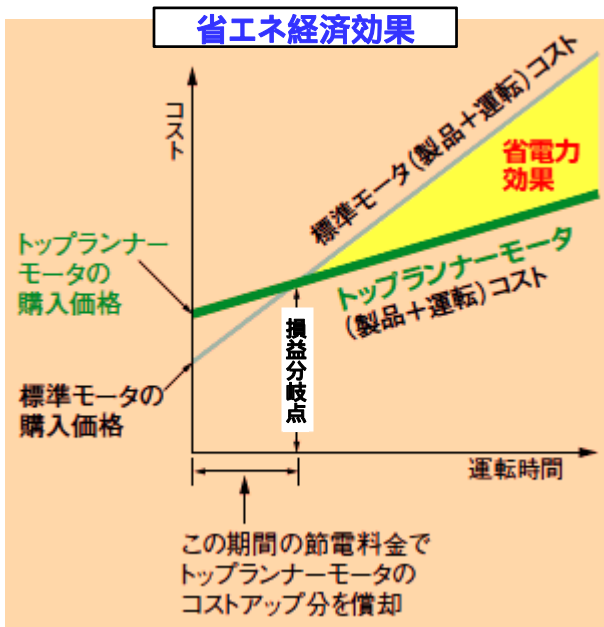 省エネ経済効果
コスト
標準モータ(製品+運転)コスト
省電力
効果
トップランナー
モータの
購入価格
トップランナーモータ
(製品+運転)コスト
損益分岐点
標準モータの
購入価格
運転時間
この期間の節電料金で
トップランナーモータの
コストアップ分を償却